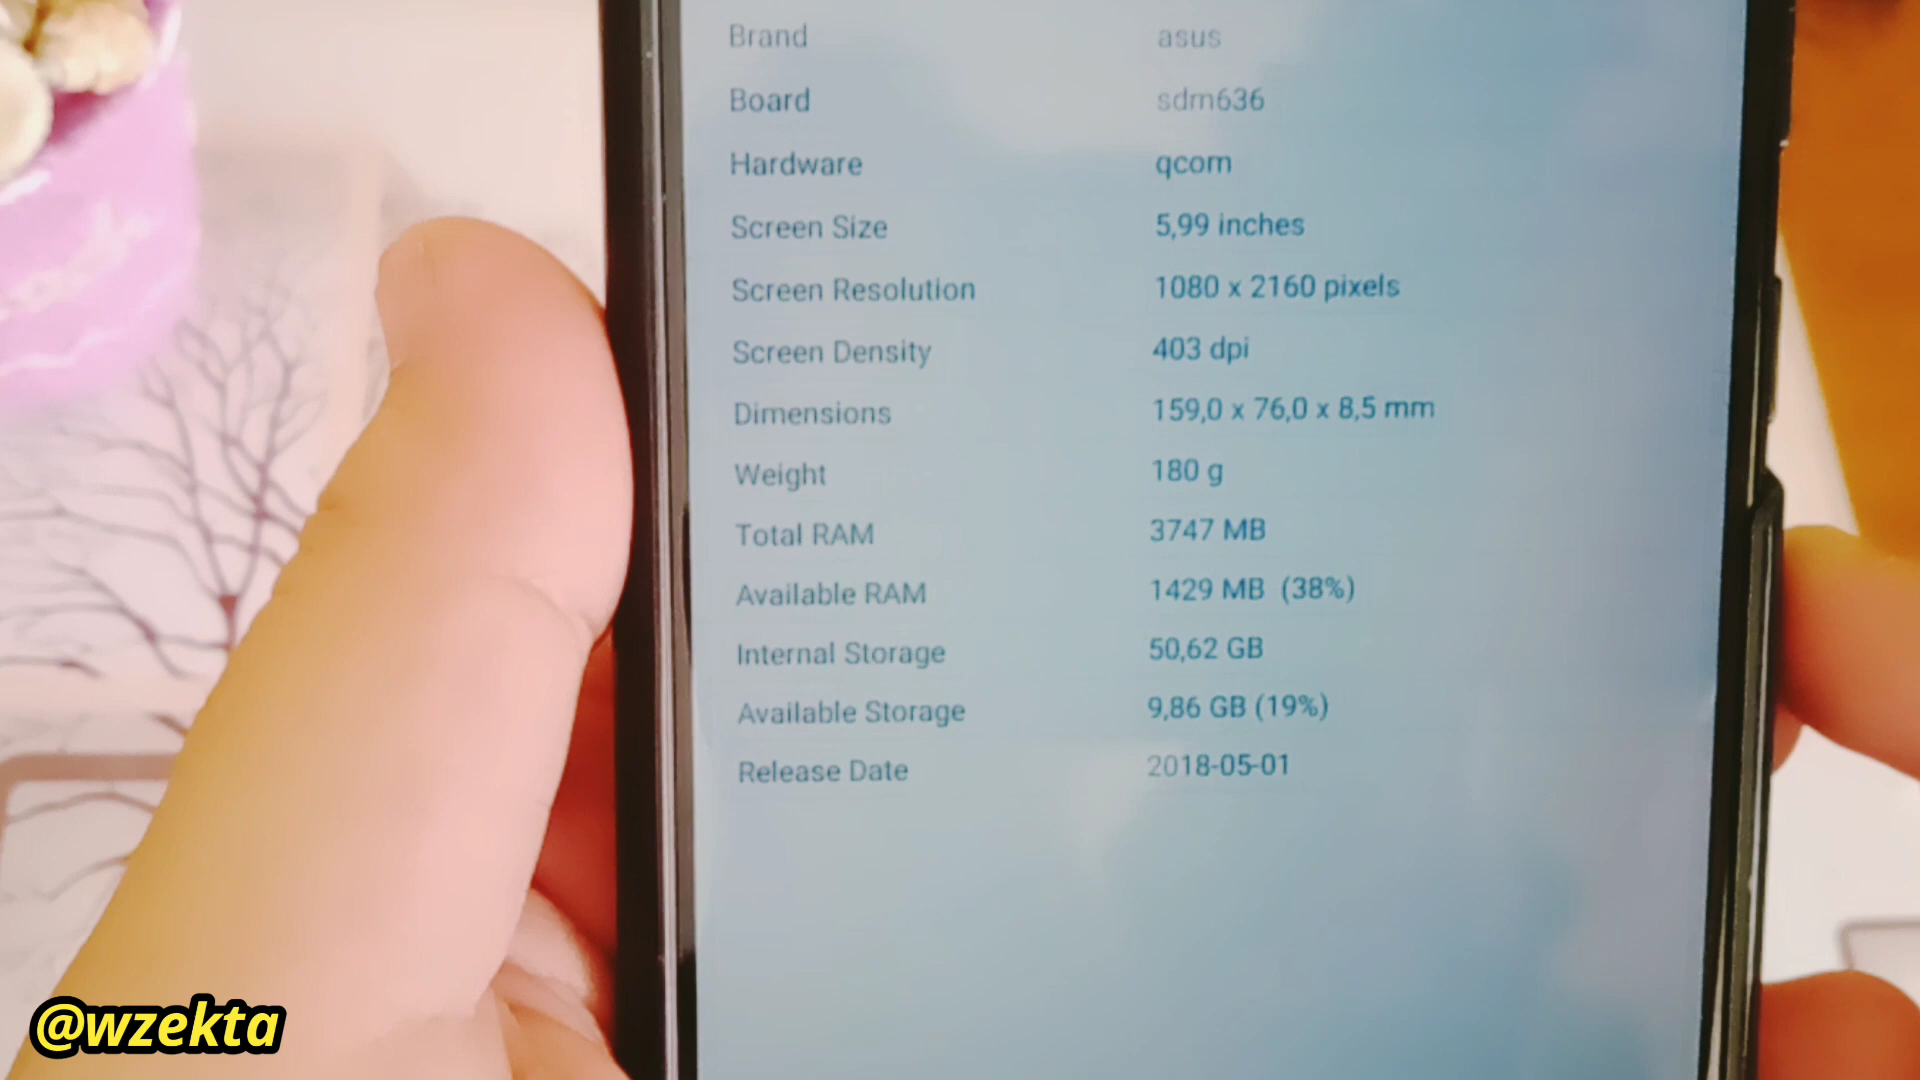 Brand asus
Board sdm636
Hardware qcom
Screen Size 5,99 inches
Screen Resolution 1080 x 2160 pixels
Screen Density 403 dpi
Dimensions 159,0 x 76,0 x 8,5 mm
Weight 180 g
Total RAM 3747 MB
Available RAM 1429 MB (38%)
Internal Storage 50,62 GB
Available Storage 9,86 GB (19%)
Release Date 2018-05-01
@wzekta